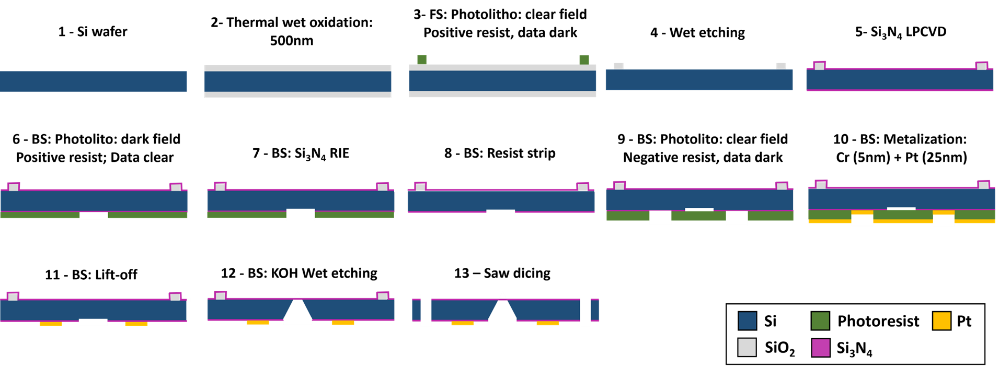 1 - Si wafer
2- Thermal wet oxidation:
500nm
3- FS: Photolitho: clear field
Positive resist, data dark
4 - Wet etching
5- Si₃N₄ LPCVD
6 - BS: Photolito: dark field
Positive resist; Data clear
7 - BS: Si₃N₄ RIE
8 - BS: Resist strip
9 - BS: Photolito: clear field
Negative resist, data dark
10 - BS: Metalization:
Cr (5nm) + Pt (25nm)
11 - BS: Lift-off
12 - BS: KOH Wet etching
13 – Saw dicing
Si
Photoresist
Pt
SiO₂
Si₃N₄